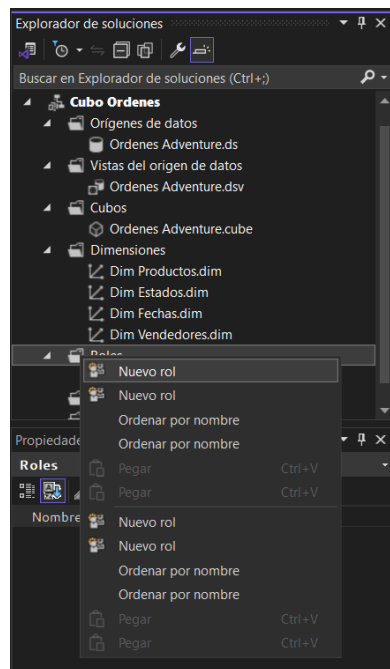 Explorador de soluciones
Buscar en Explorador de soluciones (Ctrl+;)
Cubo Ordenes
Orígenes de datos
Ordenes Adventure.ds
Vistas del origen de datos
Ordenes Adventure.dsv
Cubos
Ordenes Adventure.cube
Dimensiones
Dim Productos.dim
Dim Estados.dim
Dim Fechas.dim
Dim Vendedores.dim
Roles
Nuevo rol
Nuevo rol
Ordenar por nombre
Propiedade
Ordenar por nombre
Roles
Pegar Ctrl+V
Pegar Ctrl+V
Nombre
Nuevo rol
Nuevo rol
Ordenar por nombre
Ordenar por nombre
Pegar Ctrl+V
Pegar Ctrl+V